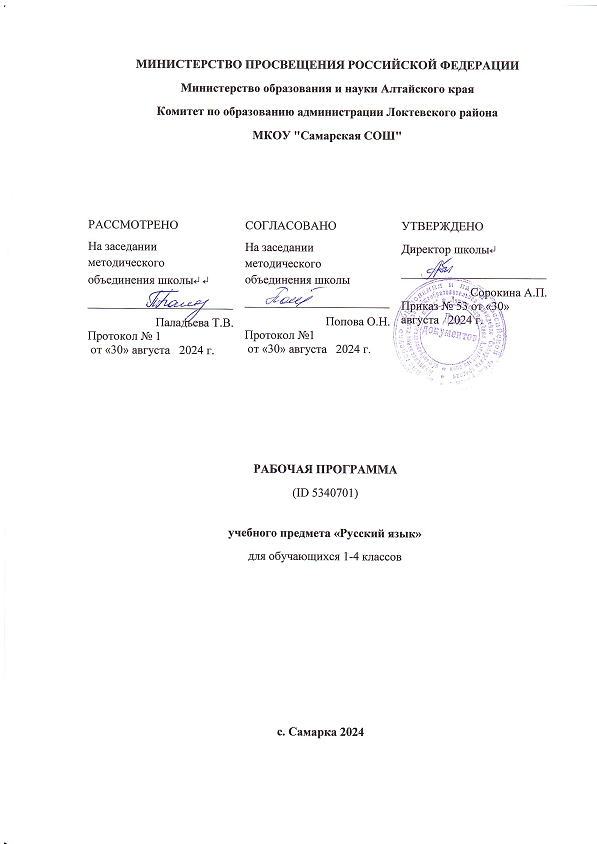 МИНИСТЕРСТВО ПРОСВЕЩЕНИЯ РОССИЙСКОЙ ФЕДЕРАЦИИ
Министерство образования и науки Алтайского края
Комитет по образованию администрации Локтевского района
МКОУ "Самарская СОШ"
РАССМОТРЕНО
На заседании
методического
объединения школы↵ ↵
Паладьева Т.В.
Протокол № 1
от «30» августа 2024 г.
СОГЛАСОВАНО
На заседании
методического
объединения школы
Попова О.Н.
Протокол №1
от «30» августа 2024 г.
УТВЕРЖДЕНО
Директор школы↵
Сорокина А.П.
Приказ № 53 от «30»
августа 2024 г.
Для
документов
РАБОЧАЯ ПРОГРАММА
(ID 5340701)
учебного предмета «Русский язык»
для обучающихся 1-4 классов
с. Самарка 2024